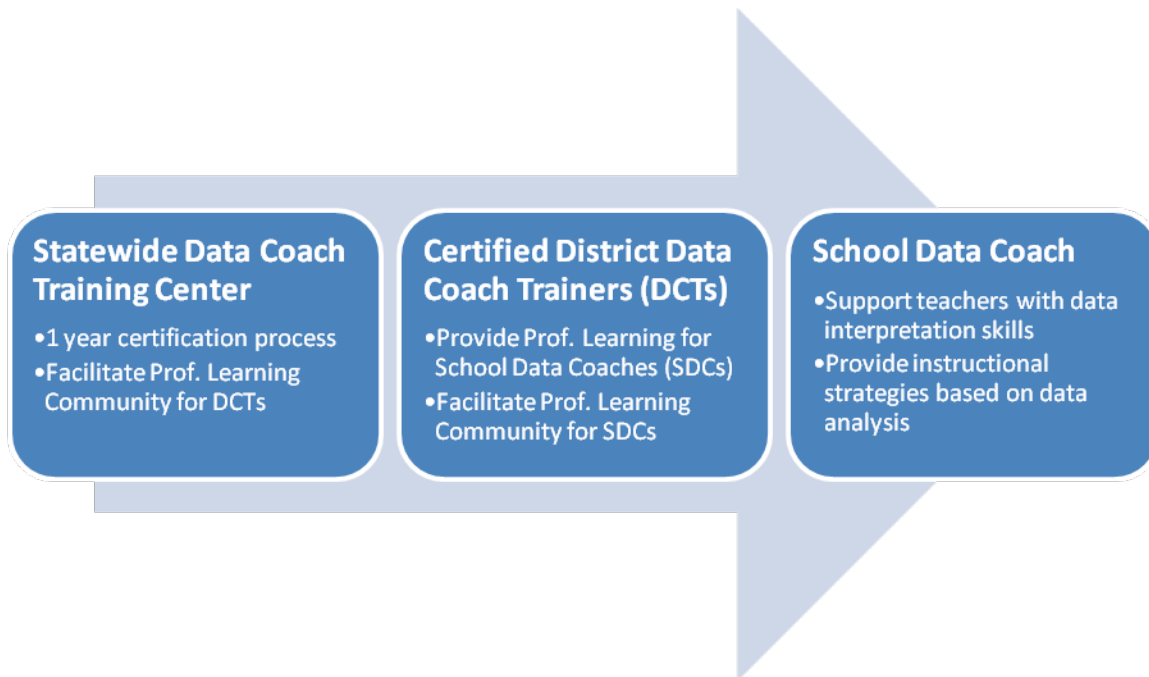 Statewide Data Coach
Training Center
•1 year certification process
•Facilitate Prof. Learning
Community for DCTs
Certified District Data
Coach Trainers (DCTs)
•Provide Prof. Learning for
School Data Coaches (SDCs)
•Facilitate Prof. Learning
Community for SDCs
School Data Coach
•Support teachers with data
interpretation skills
•Provide instructional
strategies based on data
analysis